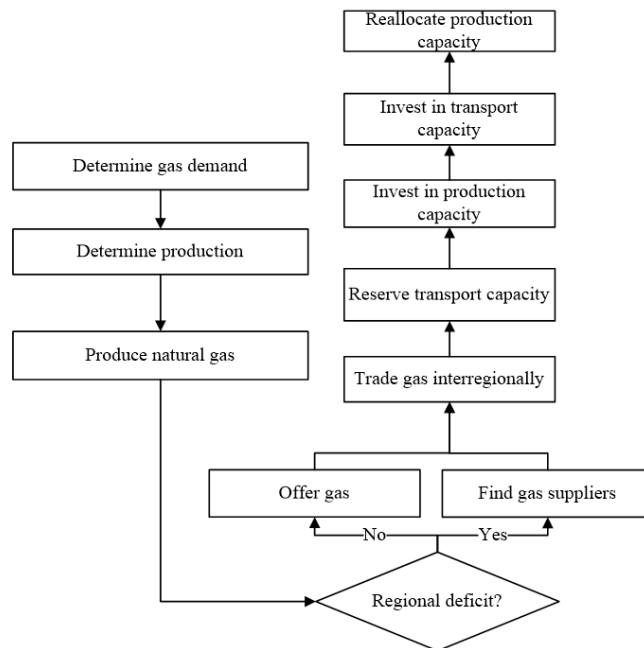 Reallocate production
capacity
Invest in transport
capacity
Determine gas demand
Invest in production
capacity
Determine production
Reserve transport capacity
Produce natural gas
Trade gas interregionally
Offer gas
Find gas suppliers
No
Yes
Regional deficit?